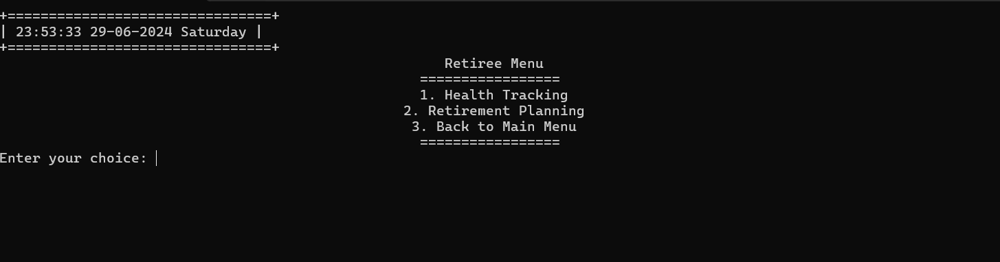 +================================+
| 23:53:33 29-06-2024 Saturday |
+================================+
Retiree Menu
=================
1. Health Tracking
2. Retirement Planning
3. Back to Main Menu
=================
Enter your choice: